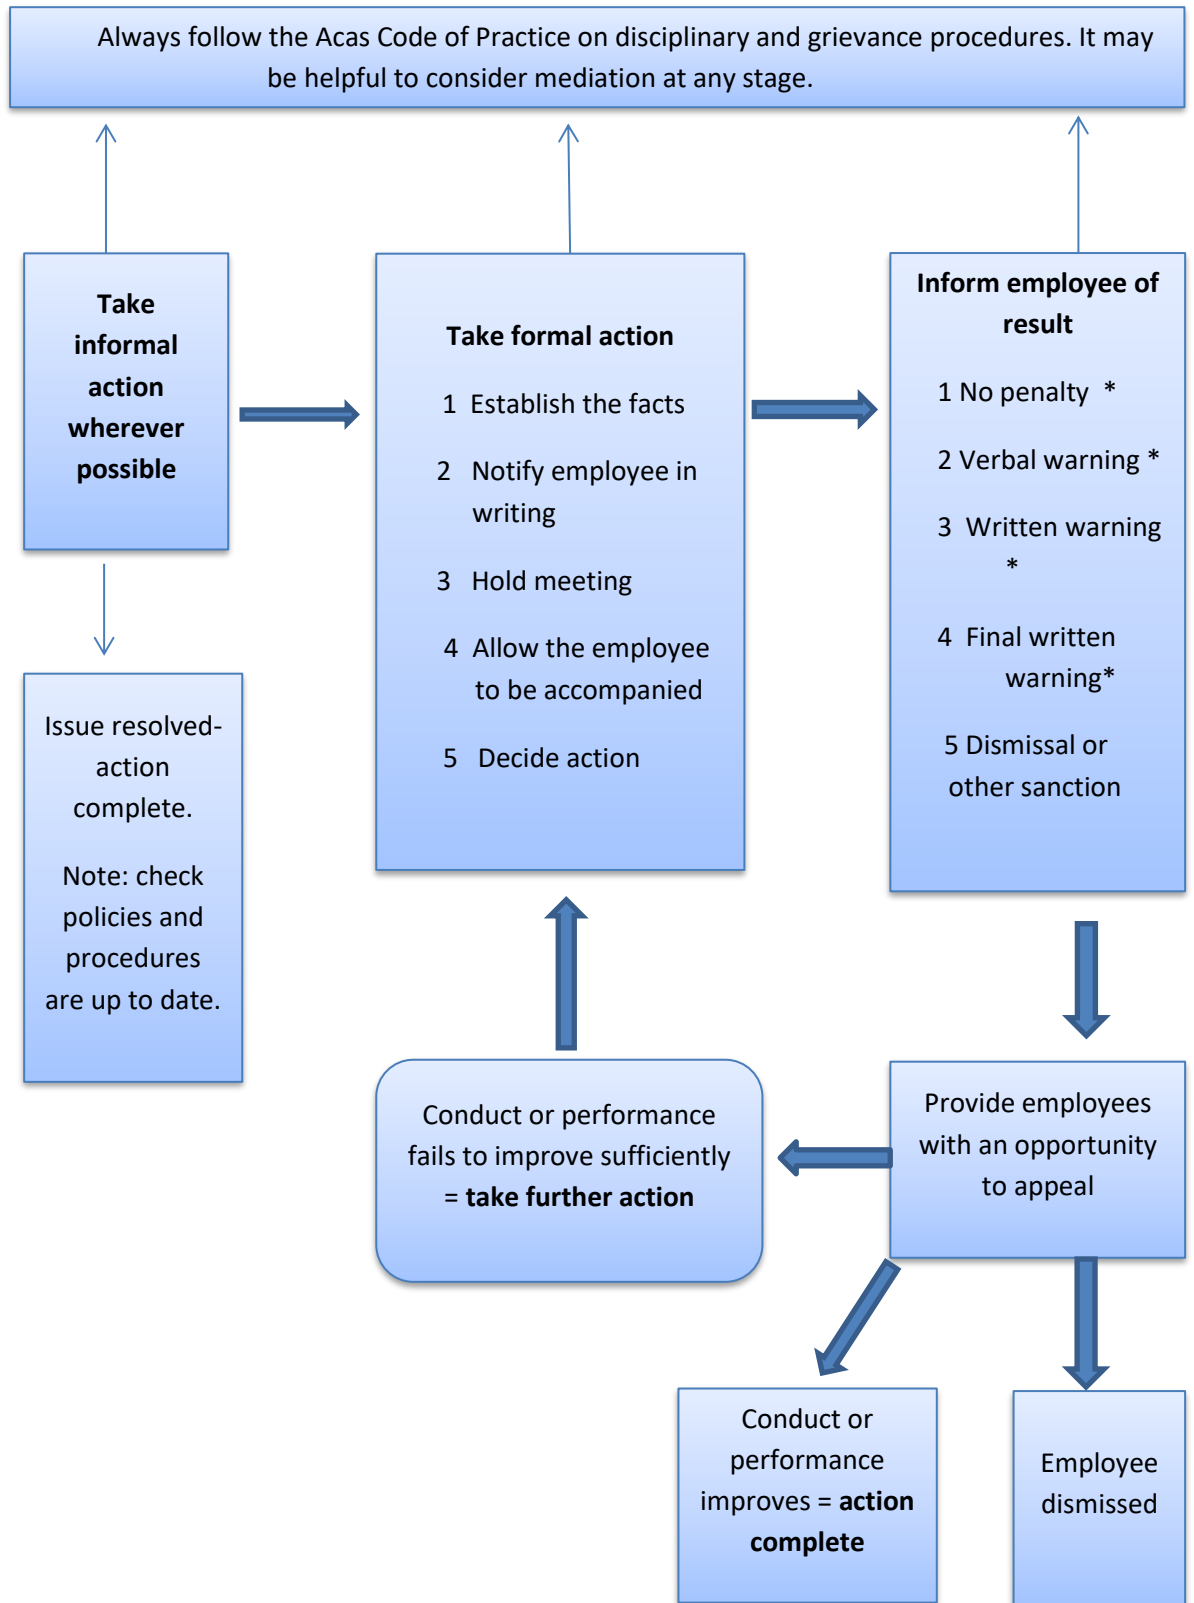 Always follow the Acas Code of Practice on disciplinary and grievance procedures. It may
be helpful to consider mediation at any stage.
Take
informal
action
wherever
possible
Take formal action
1 Establish the facts
2 Notify employee in
writing
3 Hold meeting
4 Allow the employee
to be accompanied
5 Decide action
Inform employee of
result
1 No penalty *
2 Verbal warning *
3 Written warning
*
4 Final written
warning*
5 Dismissal or
other sanction
Issue resolved-
action
complete.
Note: check
policies and
procedures
are up to date.
Conduct or performance
fails to improve sufficiently
= take further action
Provide employees
with an opportunity
to appeal
Conduct or
performance
improves = action
complete
Employee
dismissed